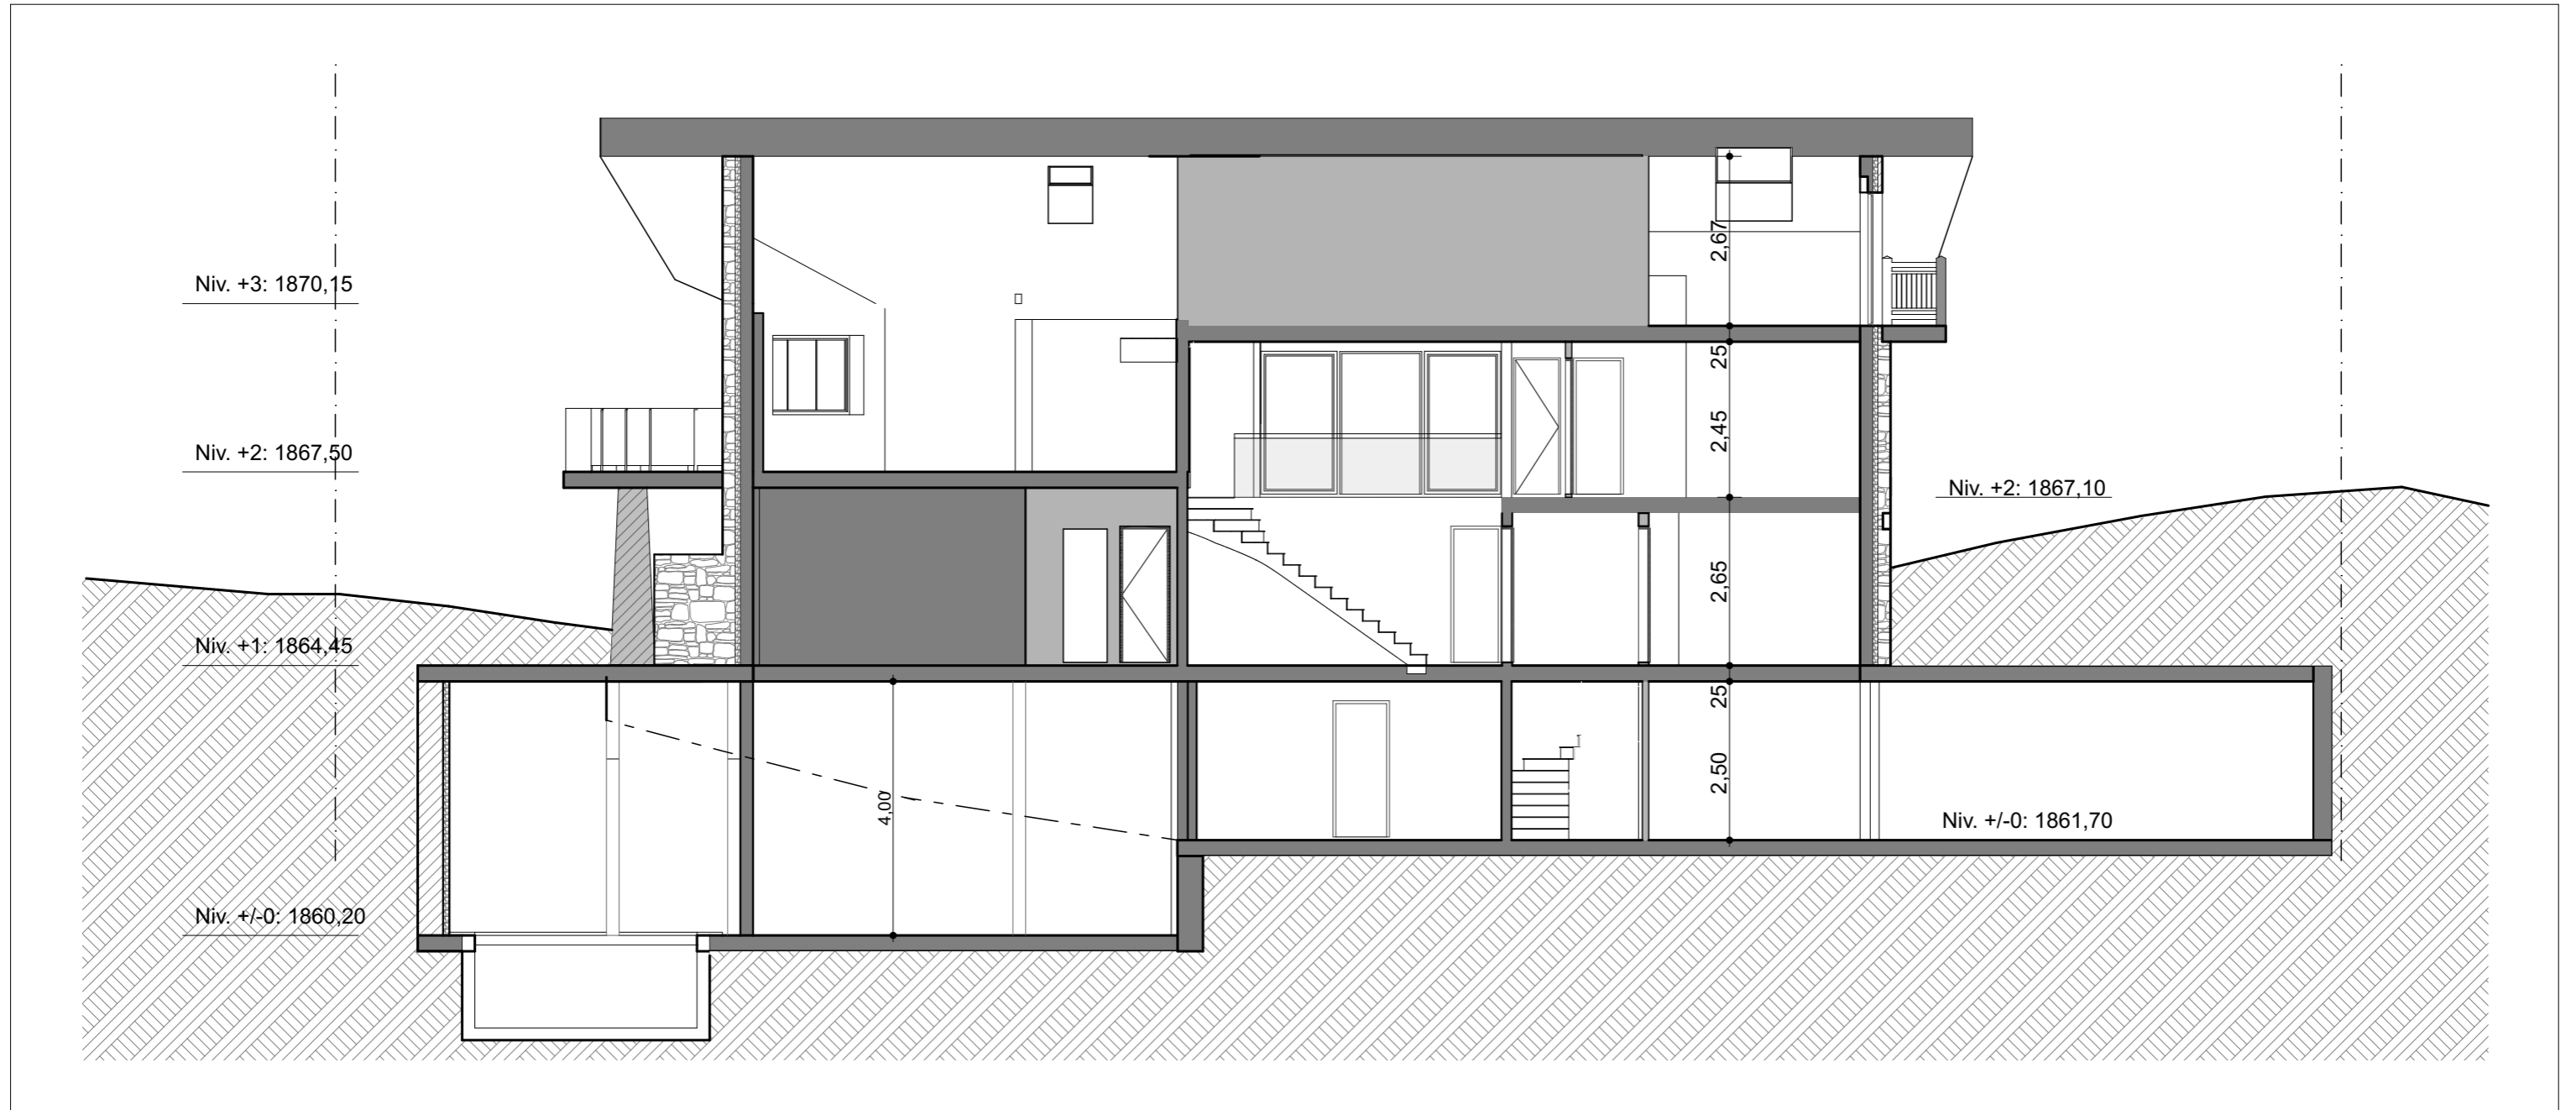 2,67
Niv. +3: 1870,15
25
2,45
Niv. +2: 1867,50
Niv. +2: 1867,10
2,65
Niv. +1: 1864,45
25
2,50
4,00
Niv. +/-0: 1861,70
Niv. +/-0: 1860,20